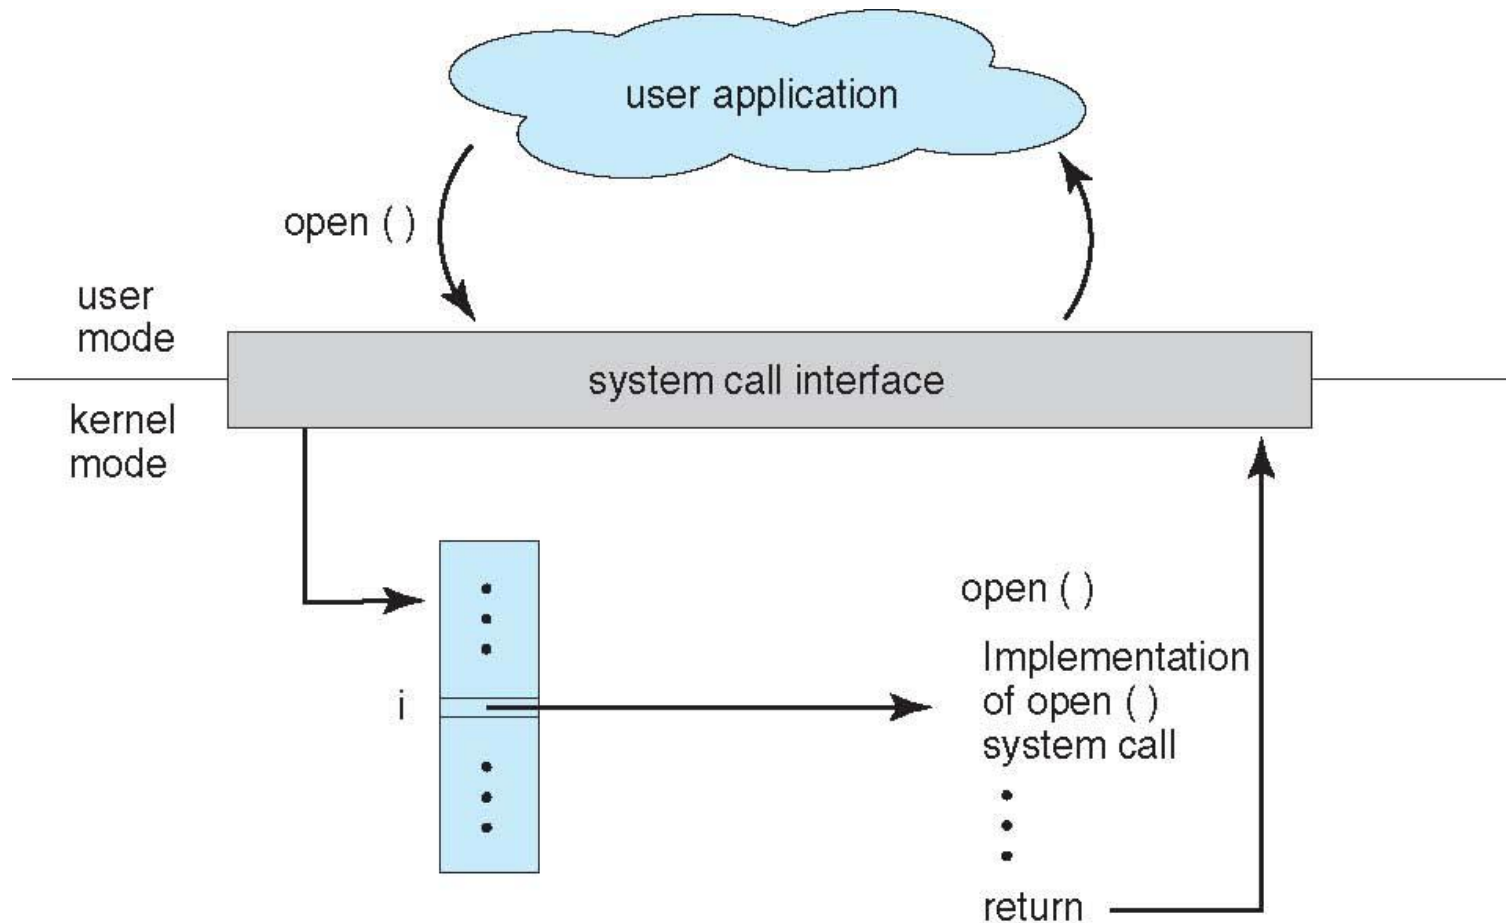 user application
open ( )
user
mode
system call interface
kernel
mode
open ( )
i
Implementation
of open ( )
system call
return